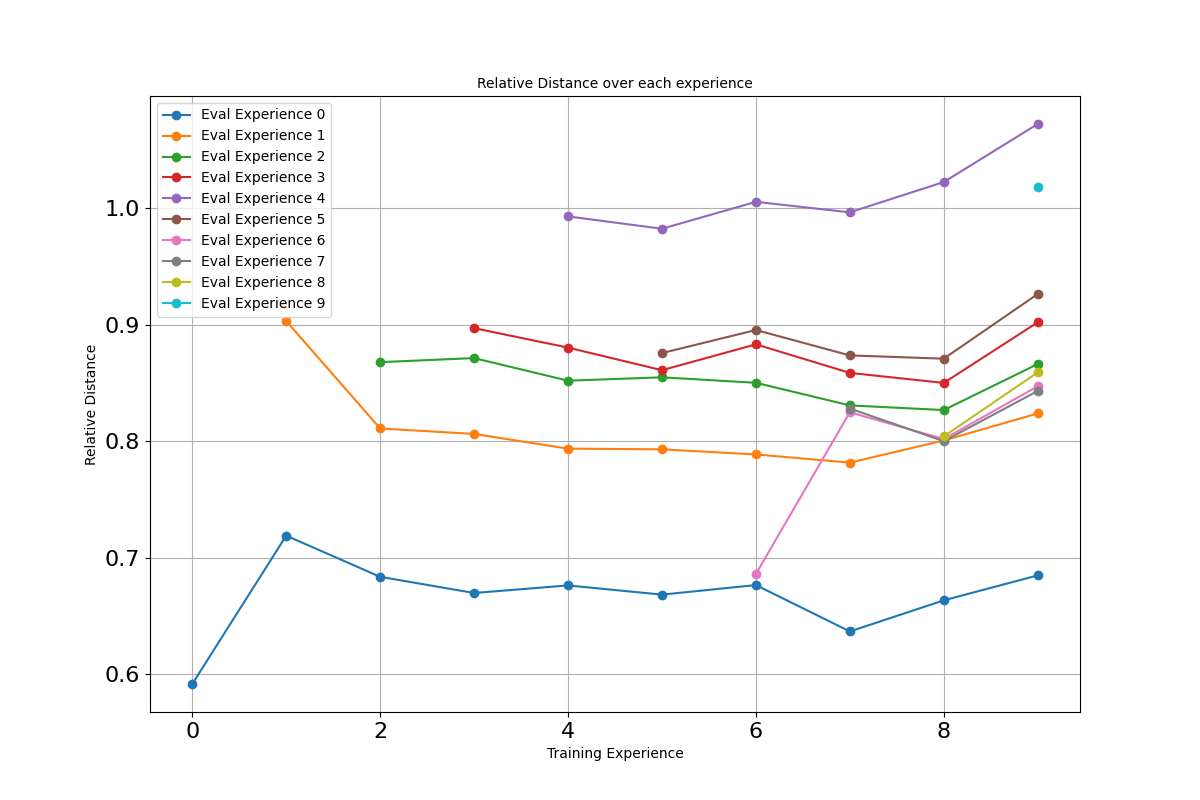 Relative Distance over each experience
Eval Experience 0
Eval Experience 1
Eval Experience 2
Eval Experience 3
Eval Experience 4
Eval Experience 5
Eval Experience 6
Eval Experience 7
Eval Experience 8
Eval Experience 9
1.0
0.9
0.8
0.7
0.6
Relative Distance
0 2 4 6 8
Training Experience